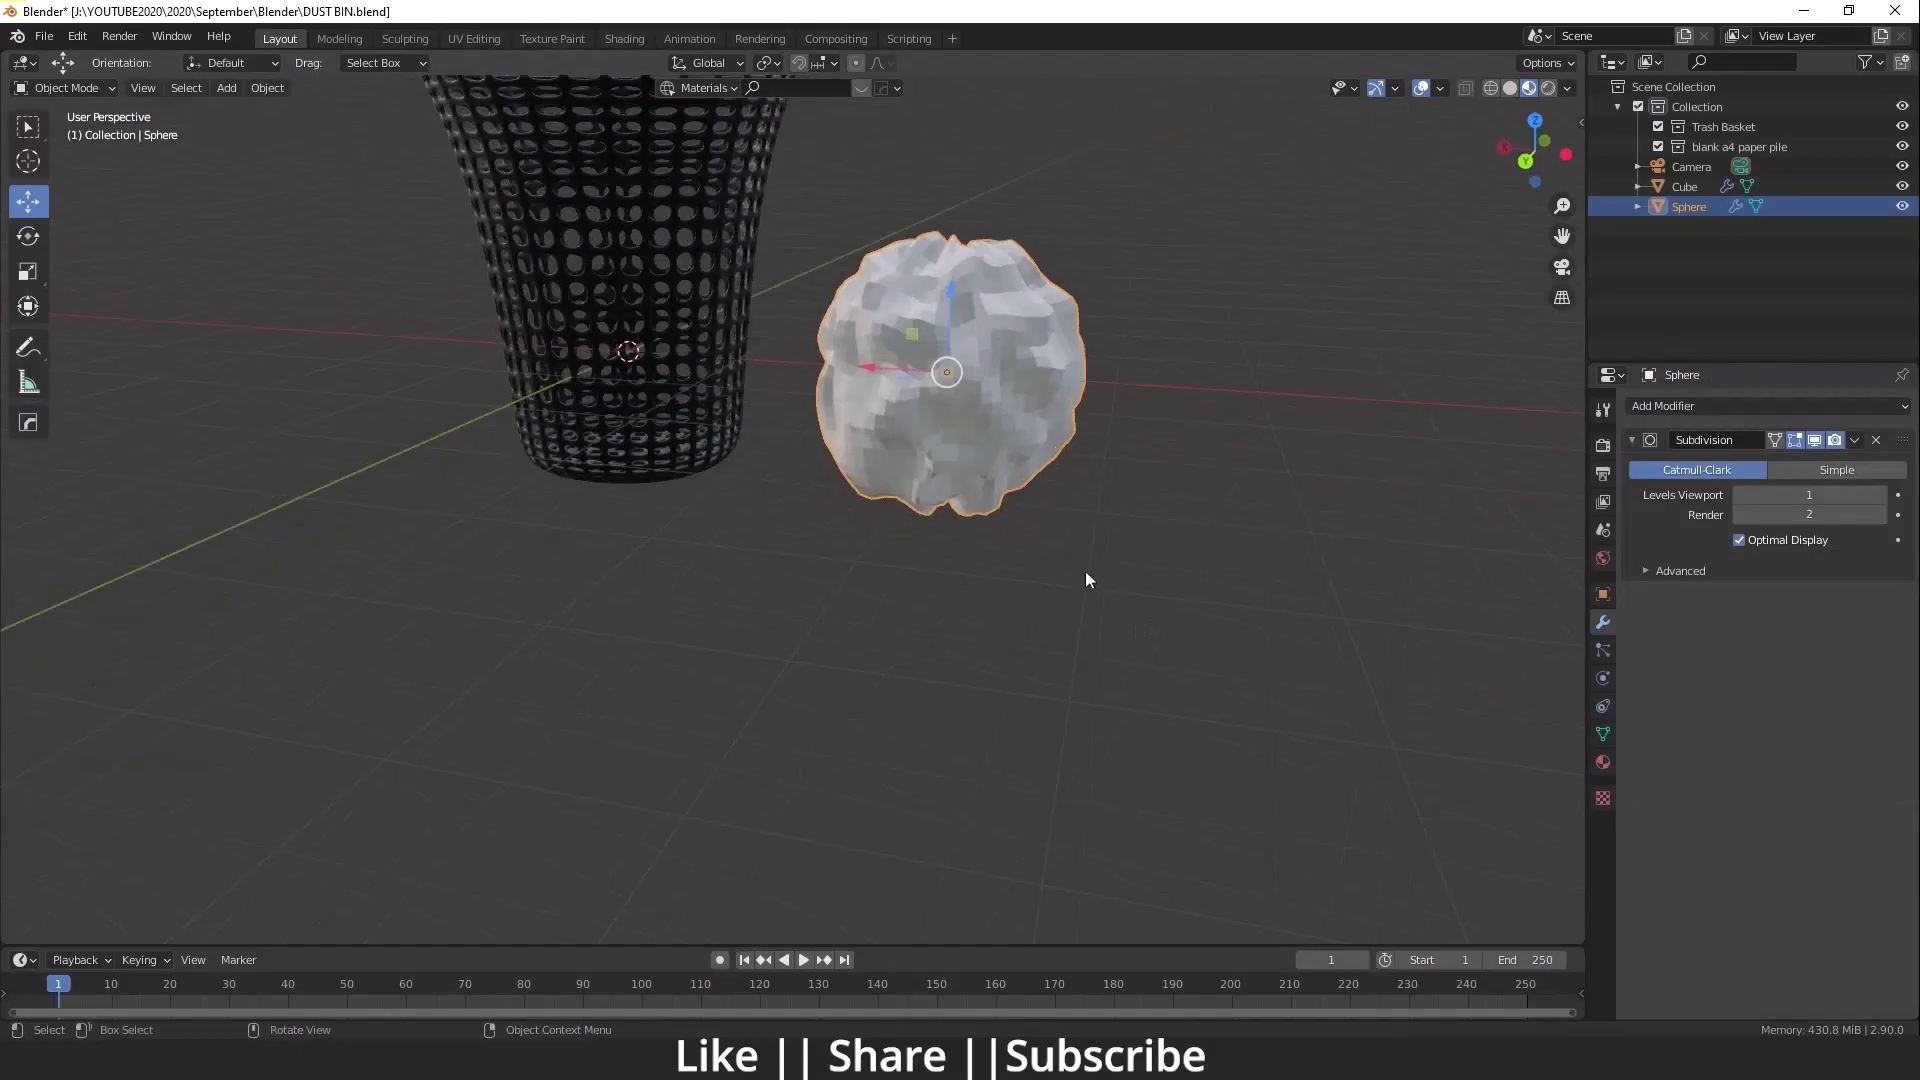 Blender* [J:\YOUTUBE2020\2020\September\Blender\DUST BIN.blend]
File Edit Render Window Help Layout Modeling Sculpting UV Editing Texture Paint Shading Animation Rendering Compositing Scripting + Scene View Layer
Orientation: Default Drag: Select Box Global Options
Object Mode View Select Add Object Materials
User Perspective
(1) Collection | Sphere
Z
X
Y
Scene Collection
Collection
Trash Basket
blank a4 paper pile
Camera
Cube
Sphere
Sphere
Add Modifier
Subdivision
Catmull-Clark Simple
Levels Viewport 1
Render 2
Optimal Display
Advanced
Playback Keying View Marker 1 Start 1 End 250
1 10 20 30 40 50 60 70 80 90 100 110 120 130 140 150 160 170 180 190 200 210 220 230 240 250
Select Box Select Rotate View Object Context Menu Memory: 430.8 MiB | 2.90.0
Like || Share ||Subscribe